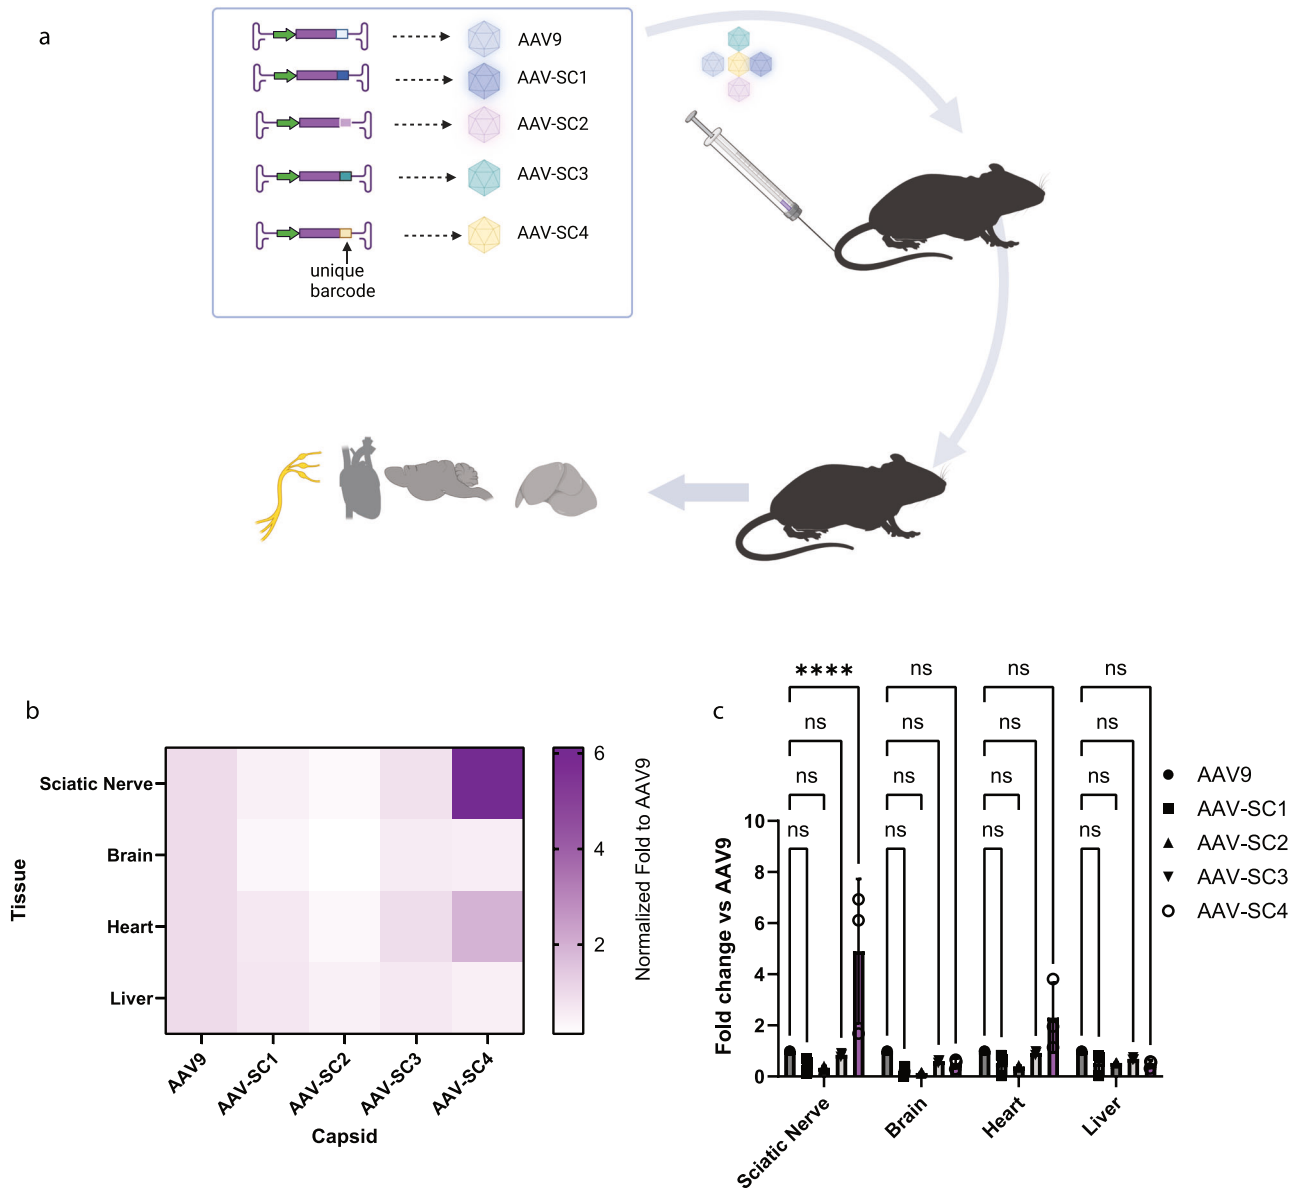 a
AAV9
AAV-SC1
AAV-SC2
AAV-SC3
AAV-SC4
unique
barcode
b
Tissue
Sciatic Nerve
Brain
Heart
Liver
AAV9
AAV-SC1
AAV-SC2
AAV-SC3
AAV-SC4
Capsid
6
4
2
Normalized Fold to AAV9
c
**** ns ns ns
ns ns ns ns
ns ns ns ns
ns ns ns ns
Fold change vs AAV9
10
8
6
4
2
0
Sciatic Nerve
Brain
Heart
Liver
AAV9
AAV-SC1
AAV-SC2
AAV-SC3
AAV-SC4